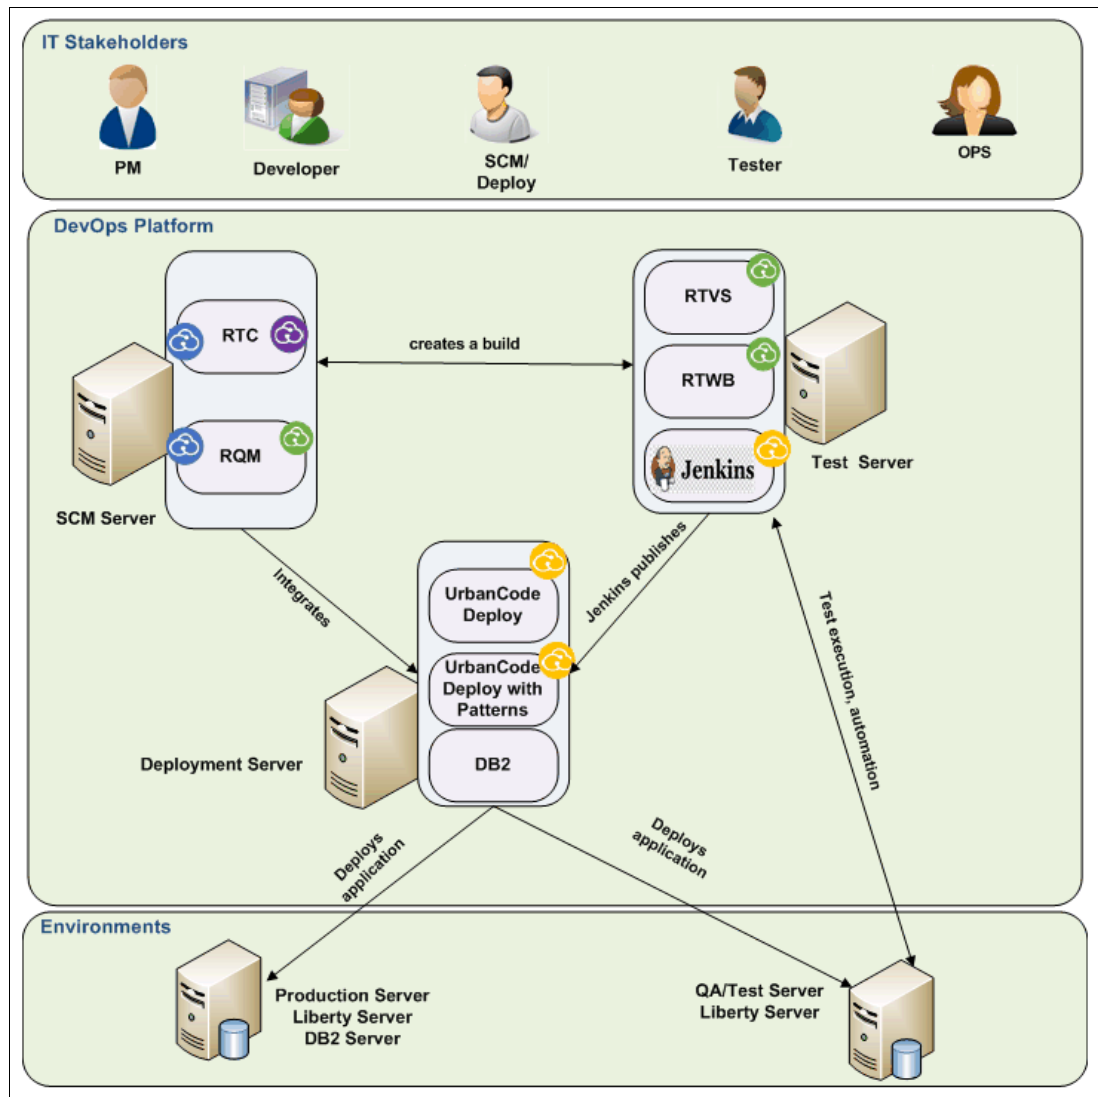 IT Stakeholders
PM
Developer
SCM/
Deploy
Tester
OPS
DevOps Platform
RTC
RQM
SCM Server
creates a build
RTVS
RTWB
Jenkins
Test Server
Integrates
Jenkins publishes
UrbanCode
Deploy
UrbanCode
Deploy with
Patterns
DB2
Deployment Server
Test execution, automation
Deploys
application
Deploys
application
Environments
Production Server
Liberty Server
DB2 Server
QA/Test Server
Liberty Server